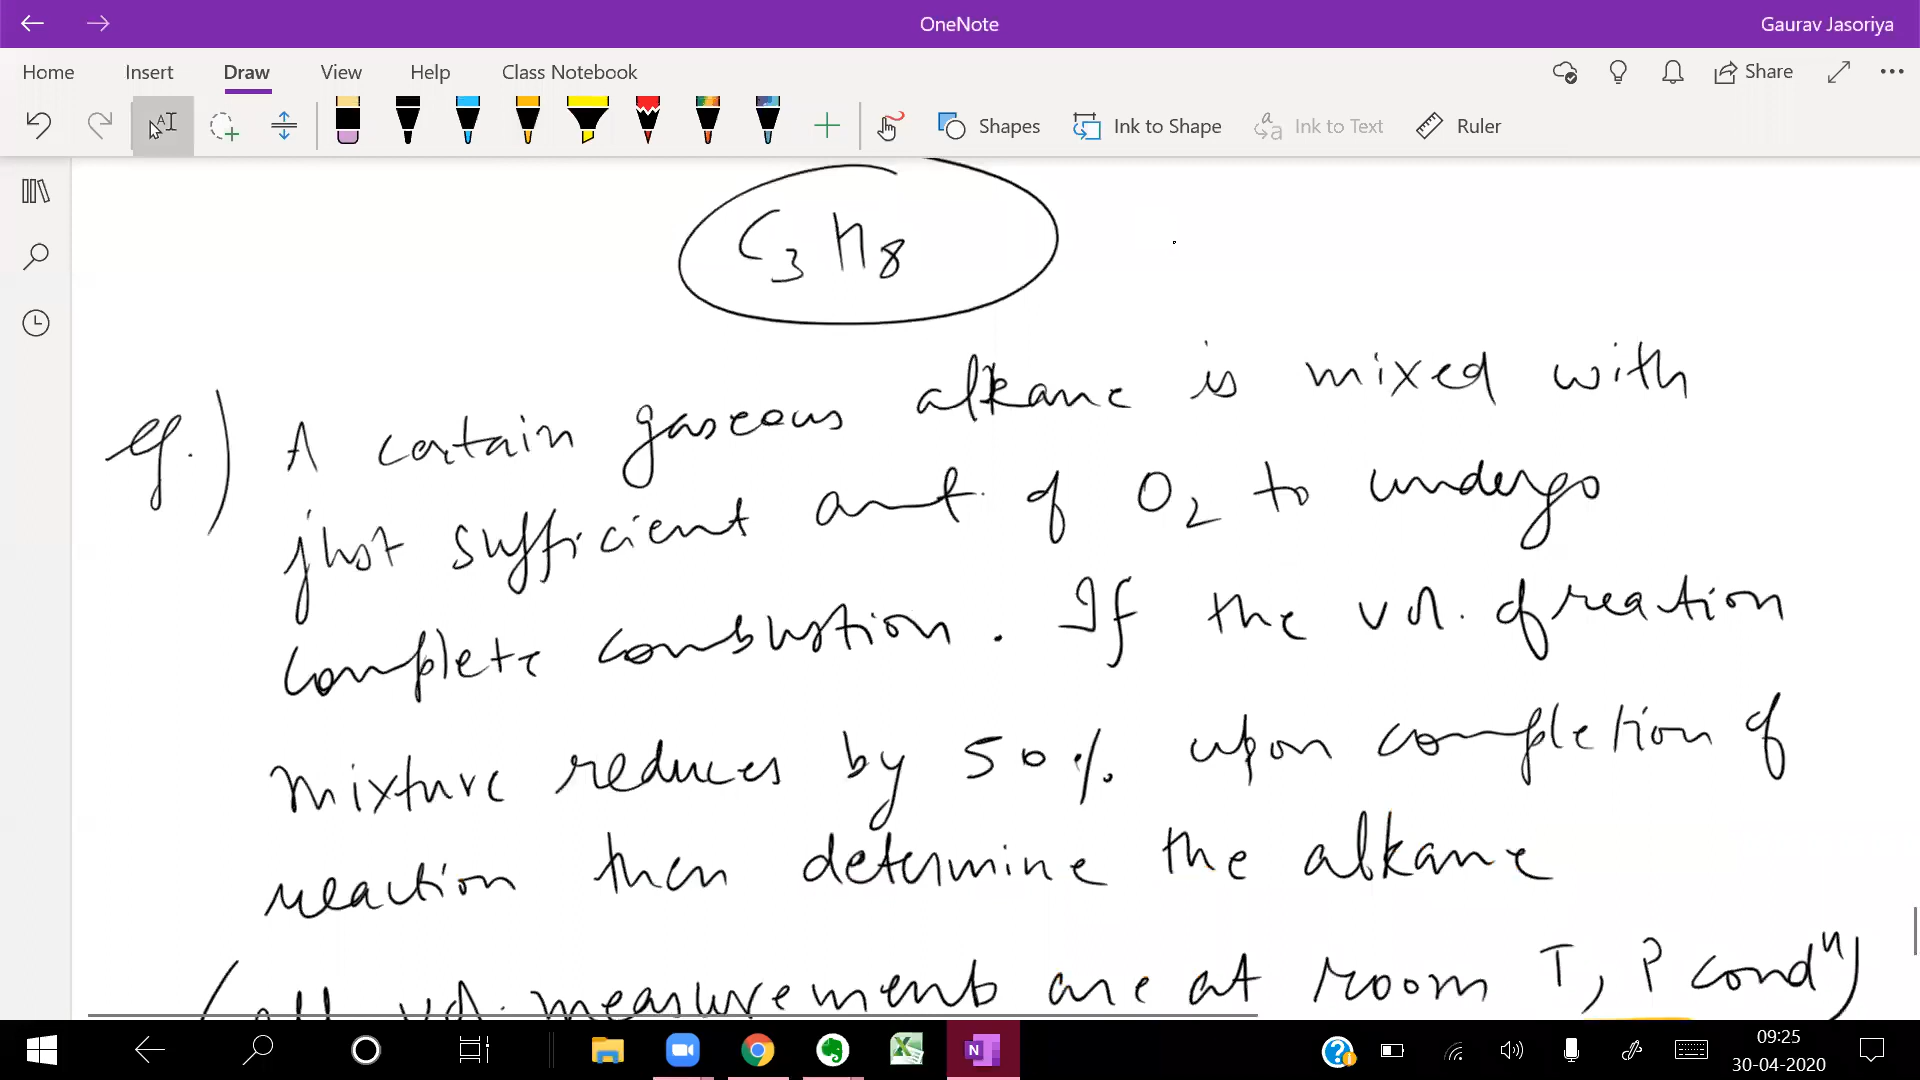 OneNote
Gaurav Jasoriya
Home Insert Draw View Help Class Notebook
Share
Shapes Ink to Shape Ink to Text Ruler
C3H8
eg.) A certain gaseous alkane is mixed with
just sufficient amt. of O2 to undergo
complete combustion. If the vol. of reaction
mixture reduces by 50%. upon completion of
reaction then determine the alkane
(all vol. measurements are at room T, P condn)
09:25
30-04-2020